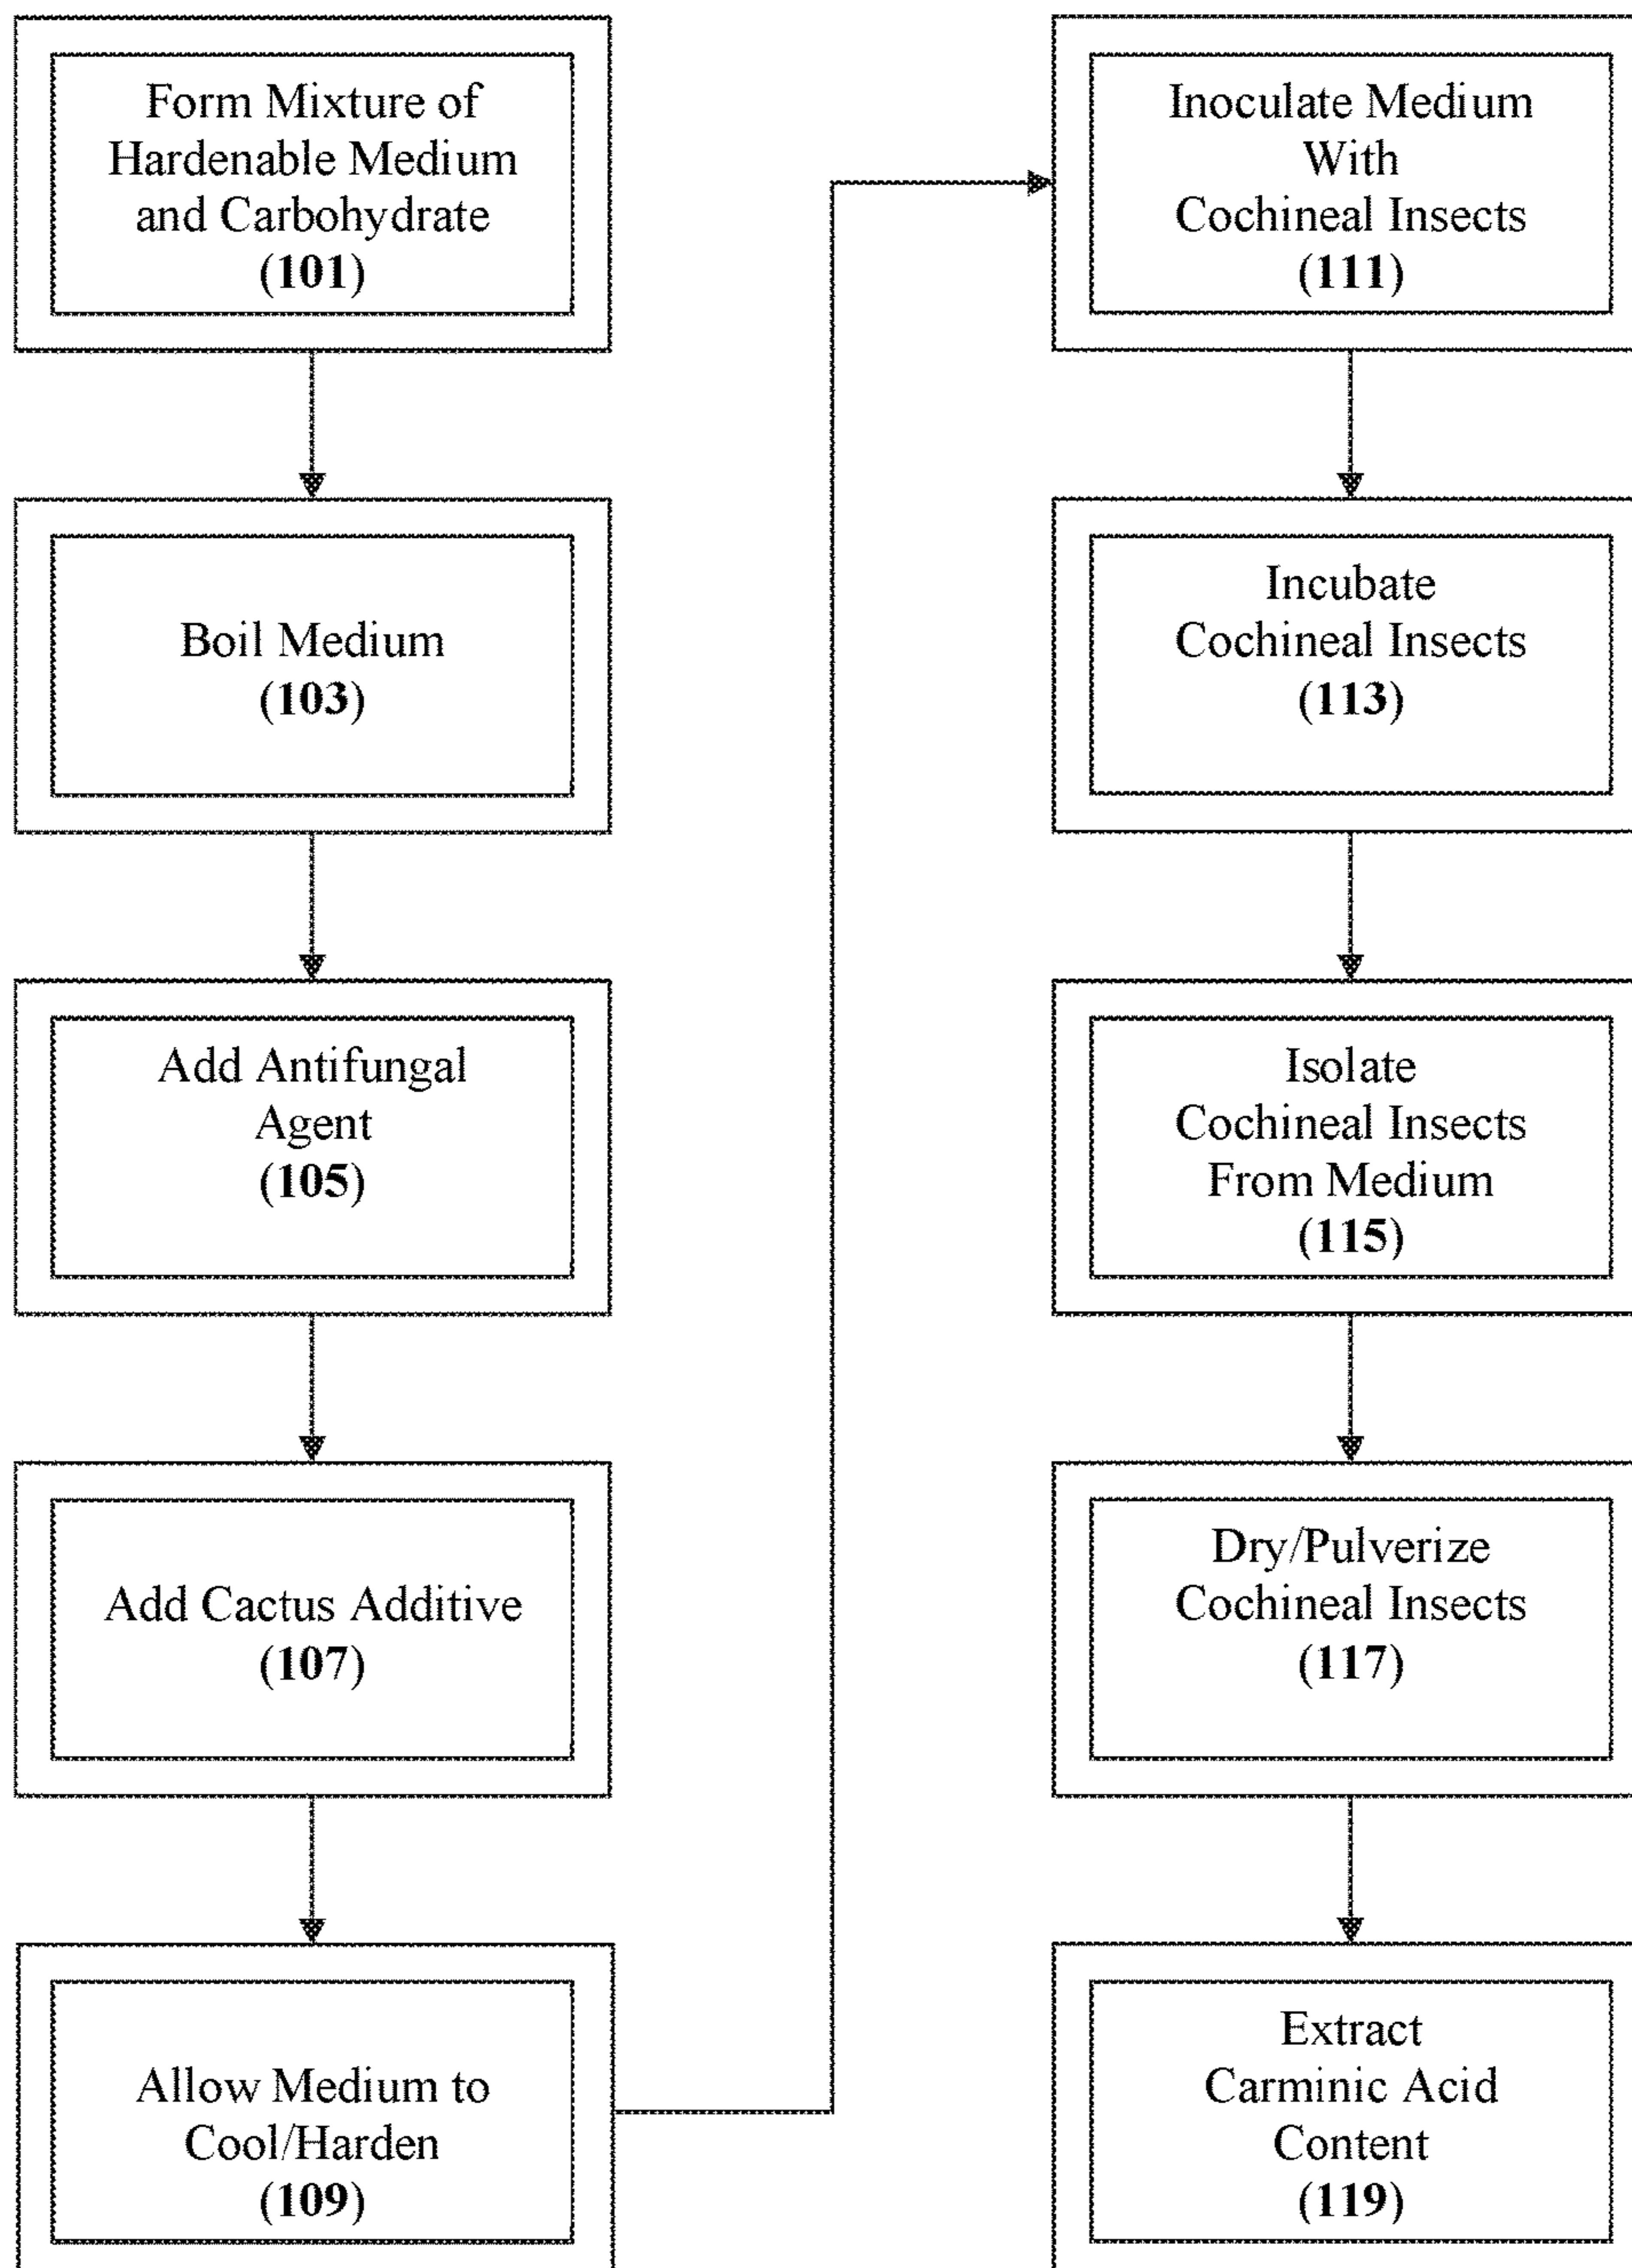 Form Mixture of
Hardenable Medium
and Carbohydrate
(101)
Boil Medium
(103)
Add Antifungal
Agent
(105)
Add Cactus Additive
(107)
Allow Medium to
Cool/Harden
(109)
Inoculate Medium
With
Cochineal Insects
(111)
Incubate
Cochineal Insects
(113)
Isolate
Cochineal Insects
From Medium
(115)
Dry/Pulverize
Cochineal Insects
(117)
Extract
Carminic Acid
Content
(119)